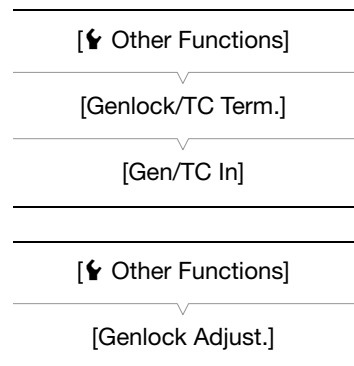 [ Other Functions]
[Genlock/TC Term.]
[Gen/TC In]
[ Other Functions]
[Genlock Adjust.]